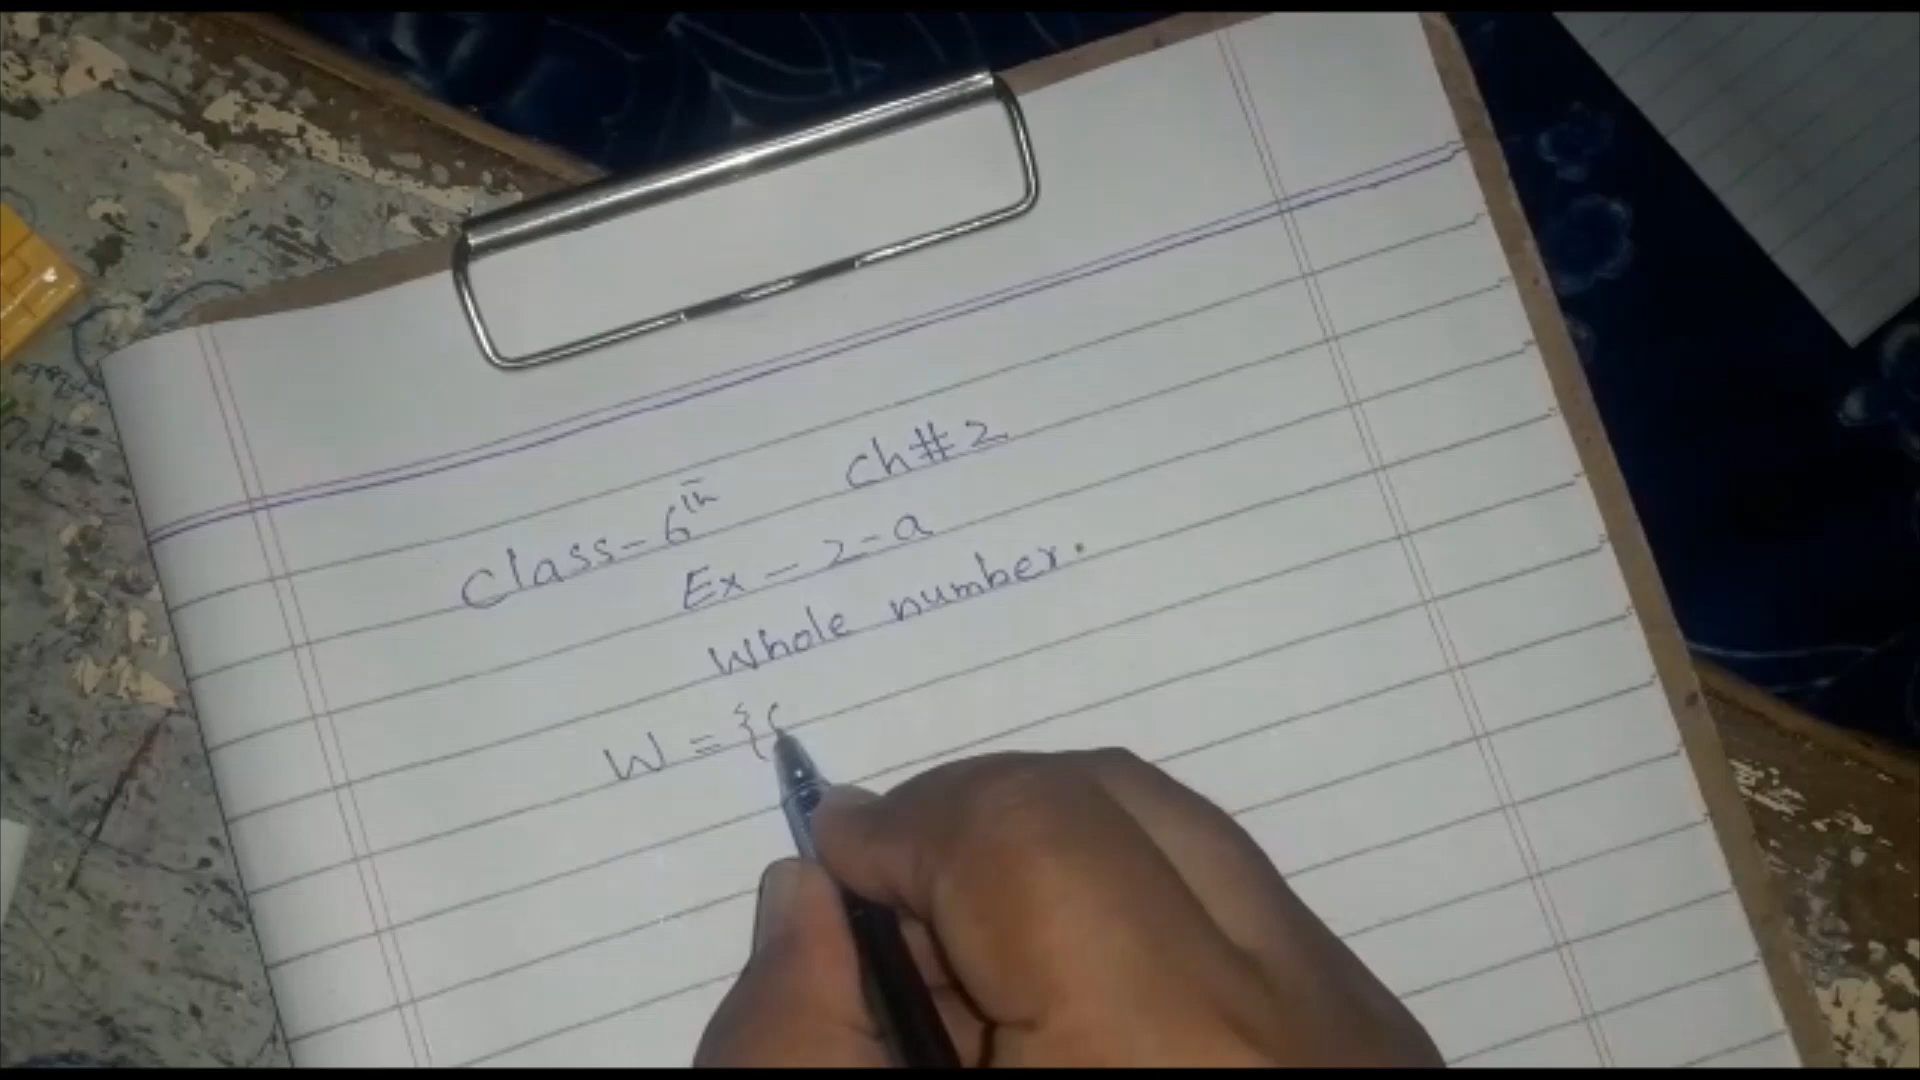 Class - 6th Ch # 2
Ex - 2 - a
Whole number.
W = {